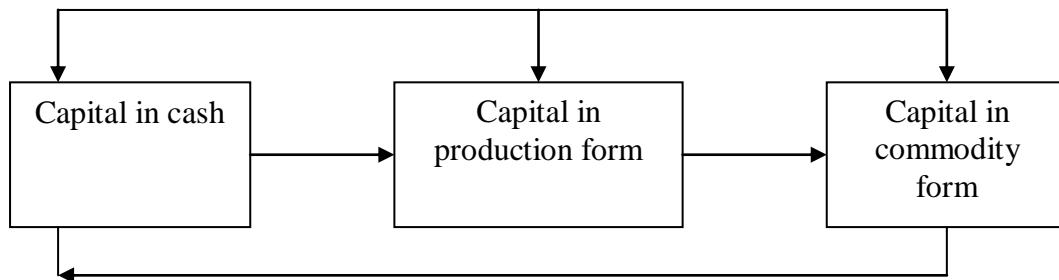 Capital in cash
Capital in
production form
Capital in
commodity
form